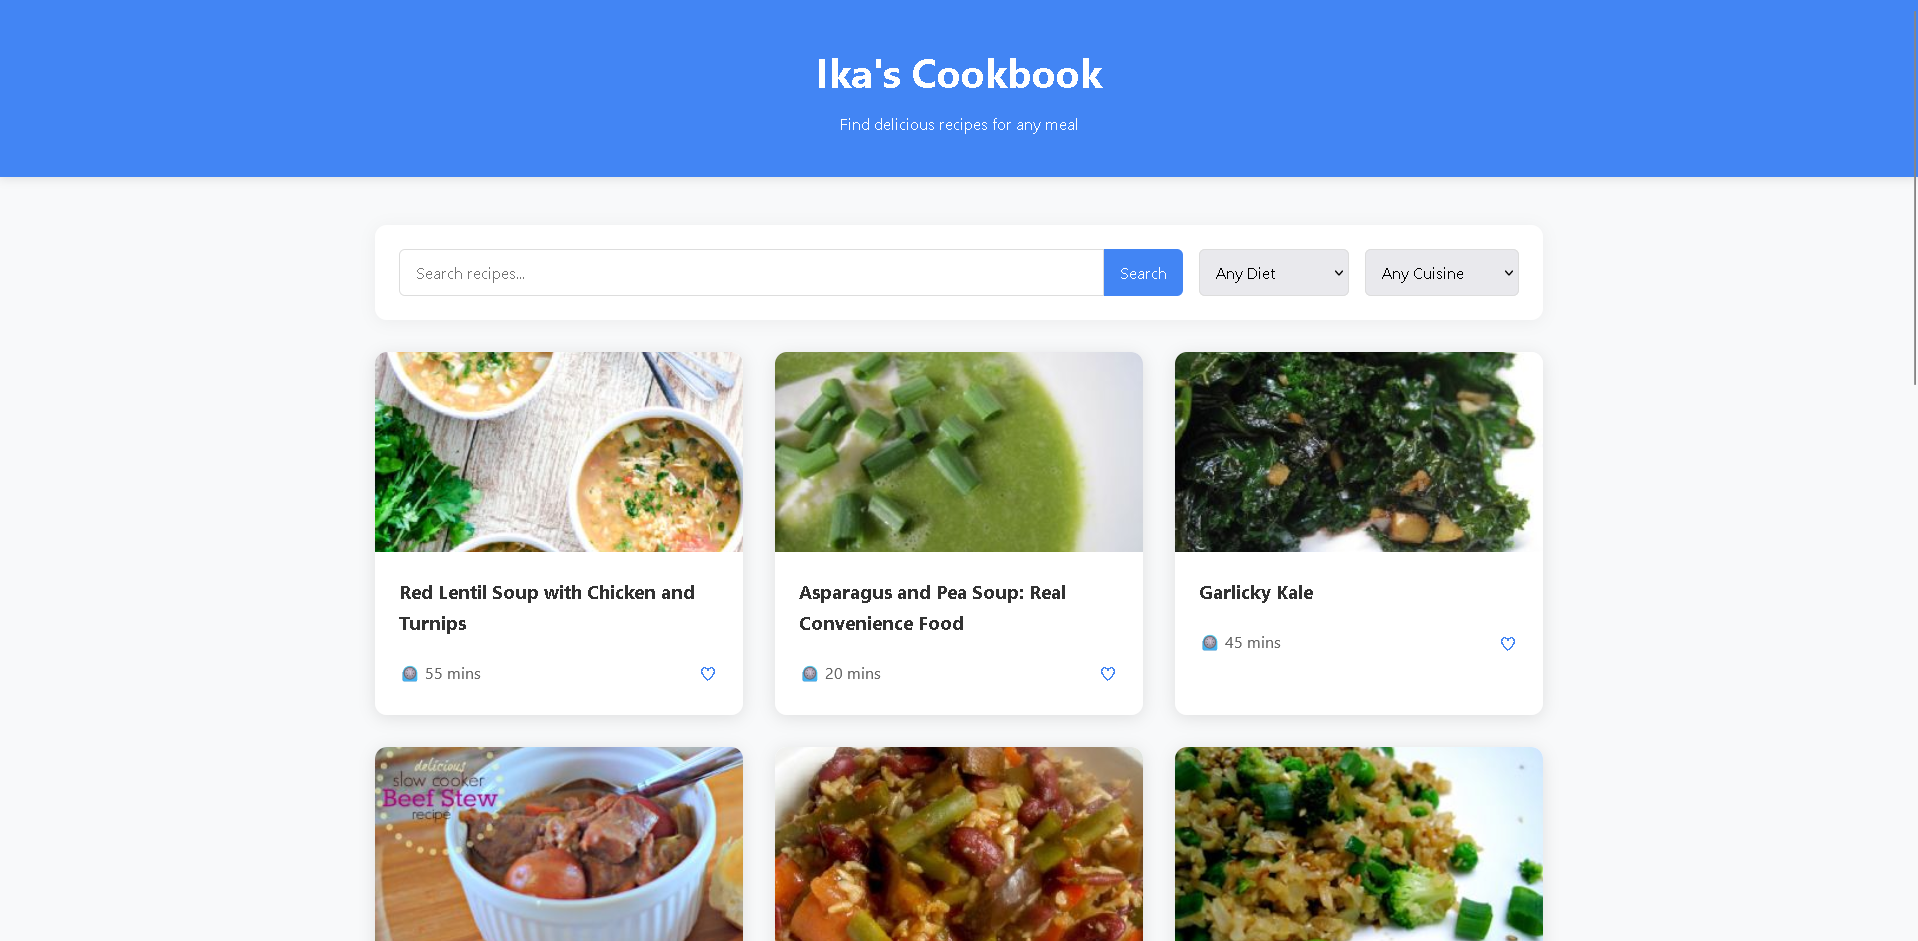 Ika's Cookbook
Find delicious recipes for any meal
Search recipes...
Search
Any Diet
Any Cuisine
Red Lentil Soup with Chicken and
Turnips
55 mins
Asparagus and Pea Soup: Real
Convenience Food
20 mins
Garlicky Kale
45 mins
delicious
slow cooker
Beef Stew
recipe